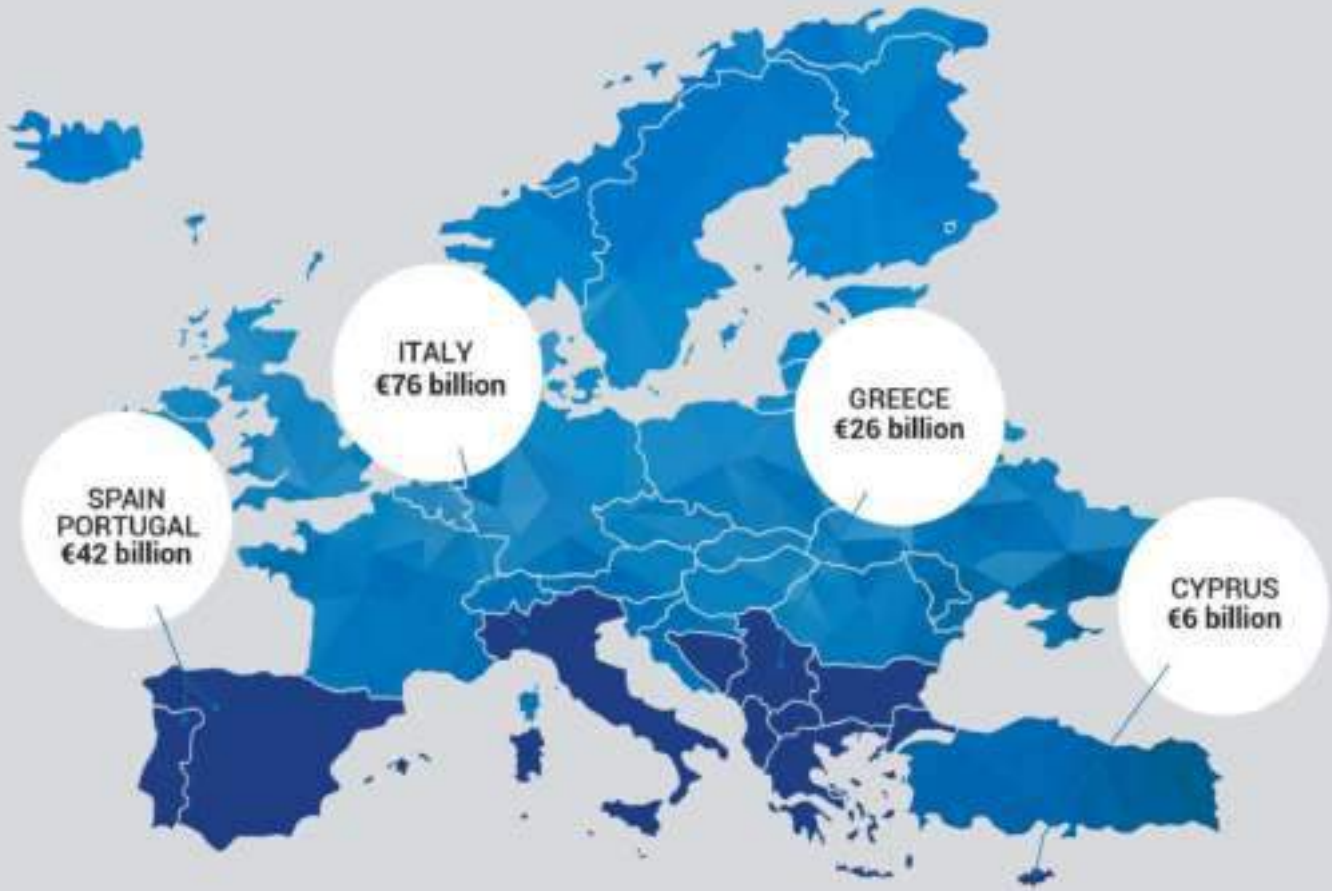 ITALY
€76 billion
GREECE
€26 billion
SPAIN
PORTUGAL
€42 billion
CYPRUS
€6 billion